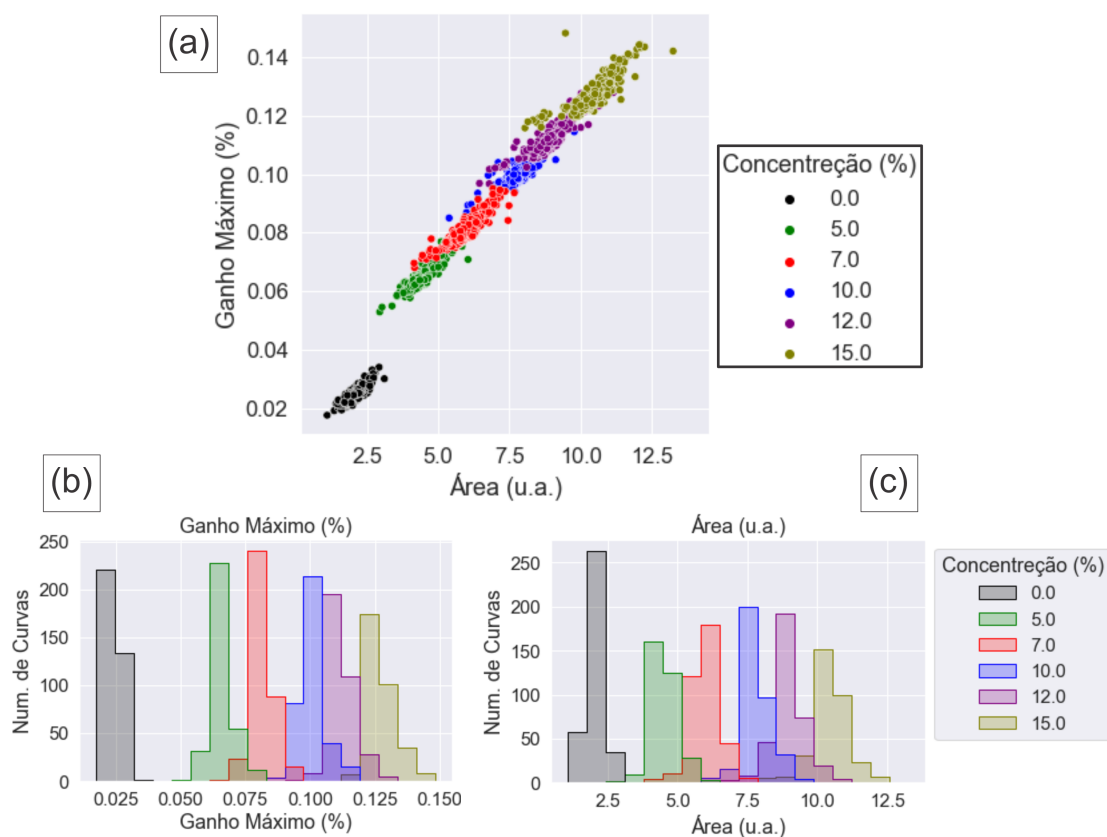 (a)
Ganho Máximo (%)
0.14
0.12
0.10
0.08
0.06
0.04
0.02
2.5 5.0 7.5 10.0 12.5
Área (u.a.)
Concentreção (%)
0.0
5.0
7.0
10.0
12.0
15.0
(b)
Ganho Máximo (%)
Num. de Curvas
250
200
150
100
50
0
0.025 0.050 0.075 0.100 0.125 0.150
Ganho Máximo (%)
(c)
Área (u.a.)
Num. de Curvas
250
200
150
100
50
0
2.5 5.0 7.5 10.0 12.5
Área (u.a.)
Concentreção (%)
0.0
5.0
7.0
10.0
12.0
15.0